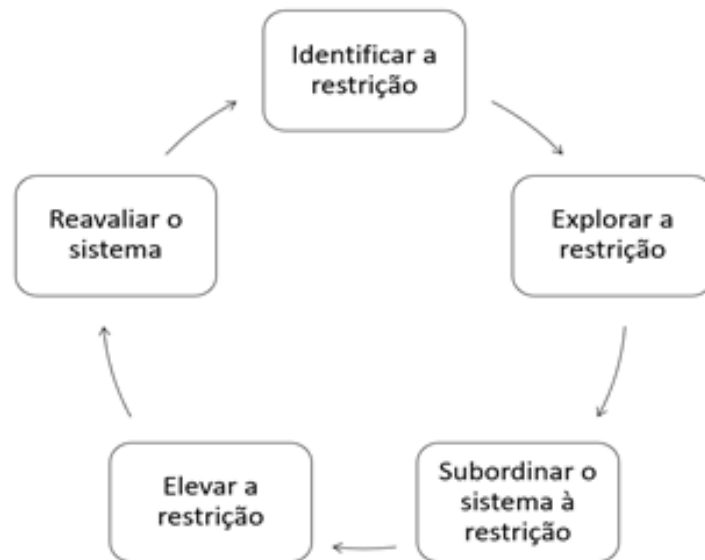 Identificar a
restrição
Explorar a
restrição
Subordinar o
sistema à
restrição
Elevar a
restrição
Reavaliar o
sistema